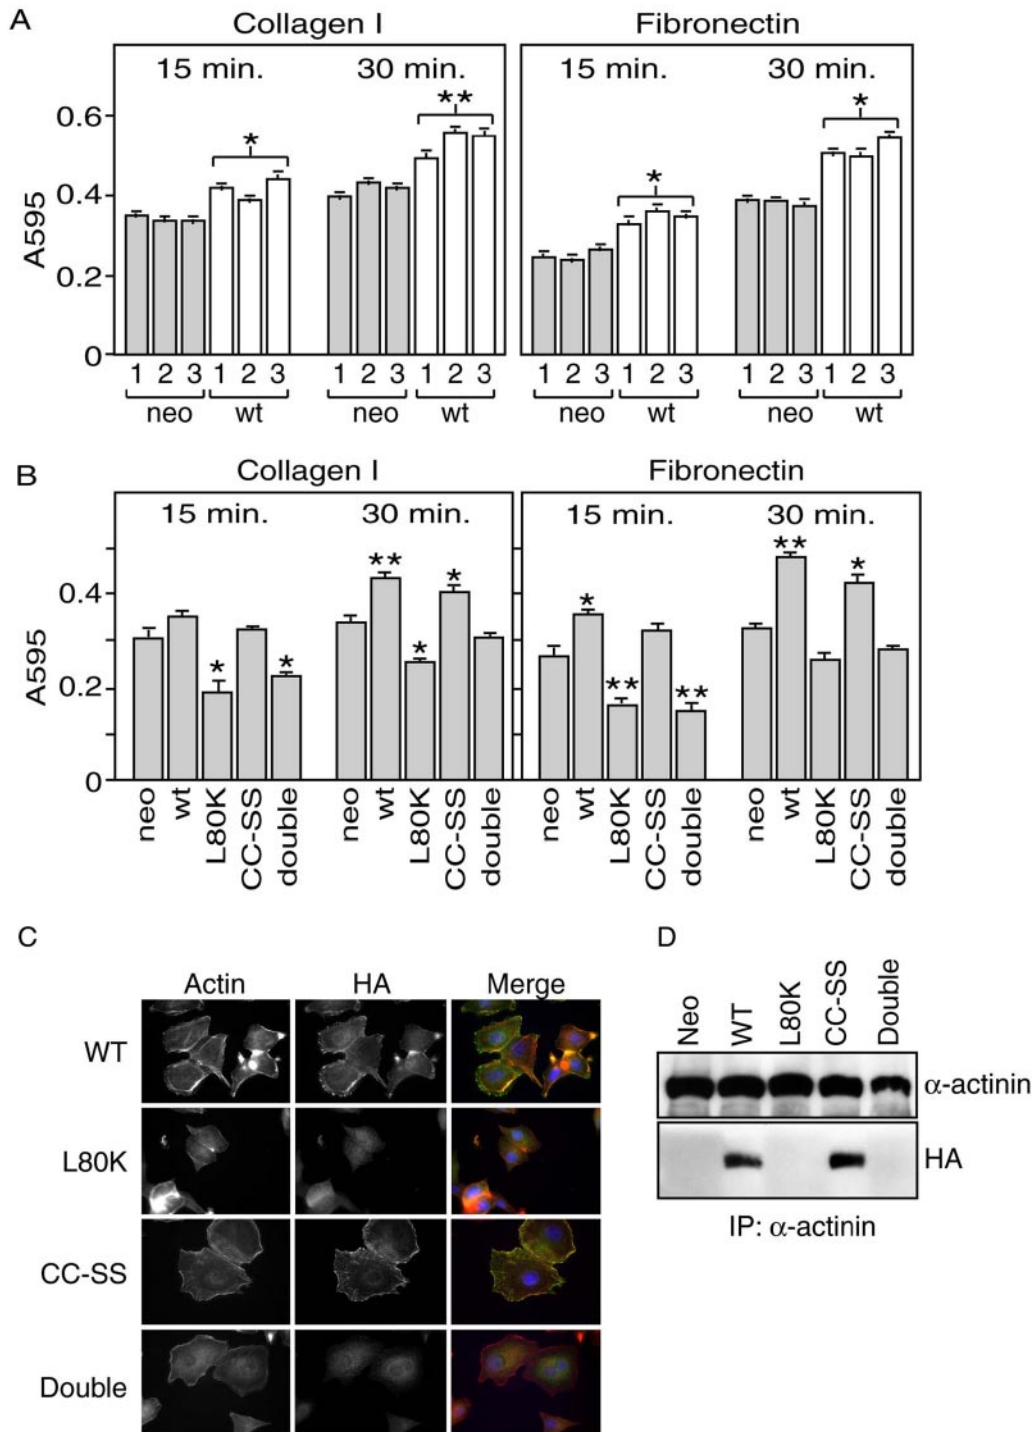 A
Collagen I Fibronectin
15 min. 30 min. 15 min. 30 min.
** *
0.6
* *
0.4
A595
0.2
0
1 2 3 1 2 3 1 2 3 1 2 3 1 2 3 1 2 3 1 2 3 1 2 3
neo wt neo wt neo wt neo wt
B
Collagen I Fibronectin
15 min. 30 min. 15 min. 30 min.
** * ** *
0.4
* * * * ** **
A595
0.2
0
neo wt L80K CC-SS double neo wt L80K CC-SS double neo wt L80K CC-SS double neo wt L80K CC-SS double
C
Actin HA Merge
WT
L80K
CC-SS
Double
D
Neo WT L80K CC-SS Double
α-actinin
HA
IP: α-actinin